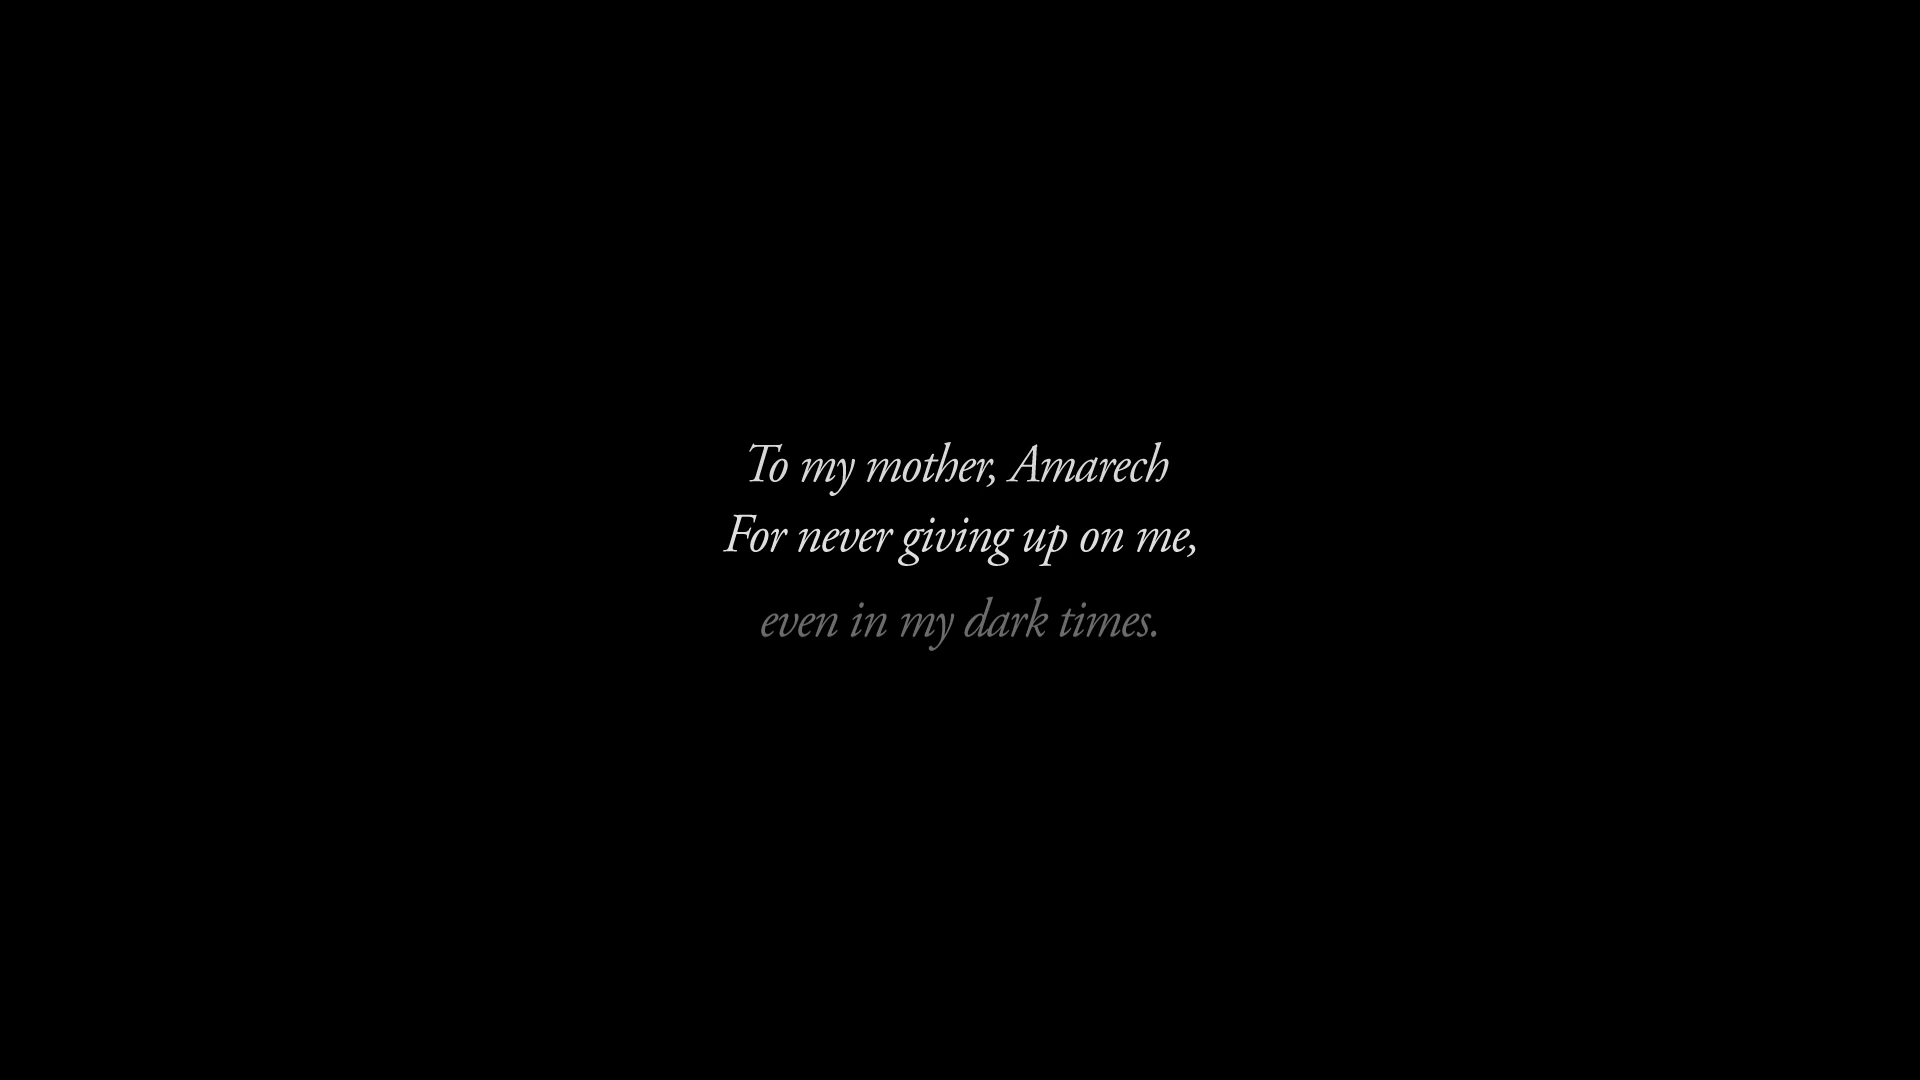 To my mother, Amarech
For never giving up on me,
even in my dark times.